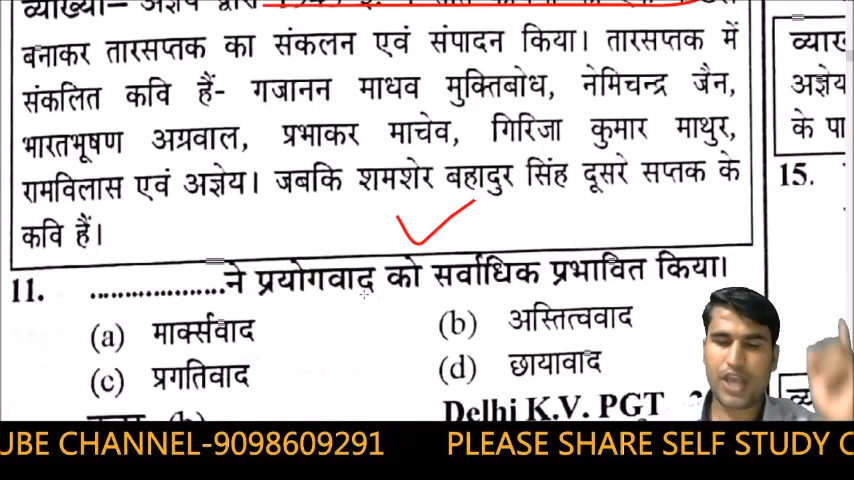 व्याख्या– अज्ञेय द्वारा
बनाकर तारसप्तक का संकलन एवं संपादन किया। तारसप्तक में
संकलित कवि हैं- गजानन माधव मुक्तिबोध, नेमिचन्द्र जैन,
भारतभूषण अग्रवाल, प्रभाकर माचेव, गिरिजा कुमार माथुर,
रामविलास एवं अज्ञेय। जबकि शमशेर बहादुर सिंह दूसरे सप्तक के
कवि हैं।
11. ....................ने प्रयोगवाद को सर्वाधिक प्रभावित किया।
(a) मार्क्सवाद (b) अस्तित्ववाद
(c) प्रगतिवाद (d) छायावाद
(b)
Delhi K.V. PGT
अज्ञेय
के पा
15.
UBE CHANNEL-9098609291 PLEASE SHARE SELF STUDY C